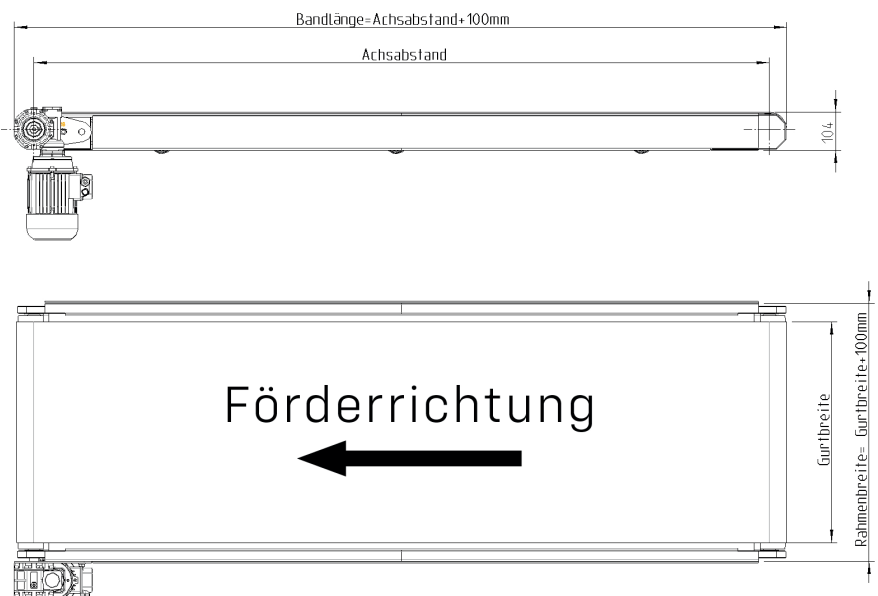 Bandlänge=Achsabstand+100mm
Achsabstand
104
Förderrichtung
Gurtbreite
Rahmenbreite= Gurtbreite+100mm